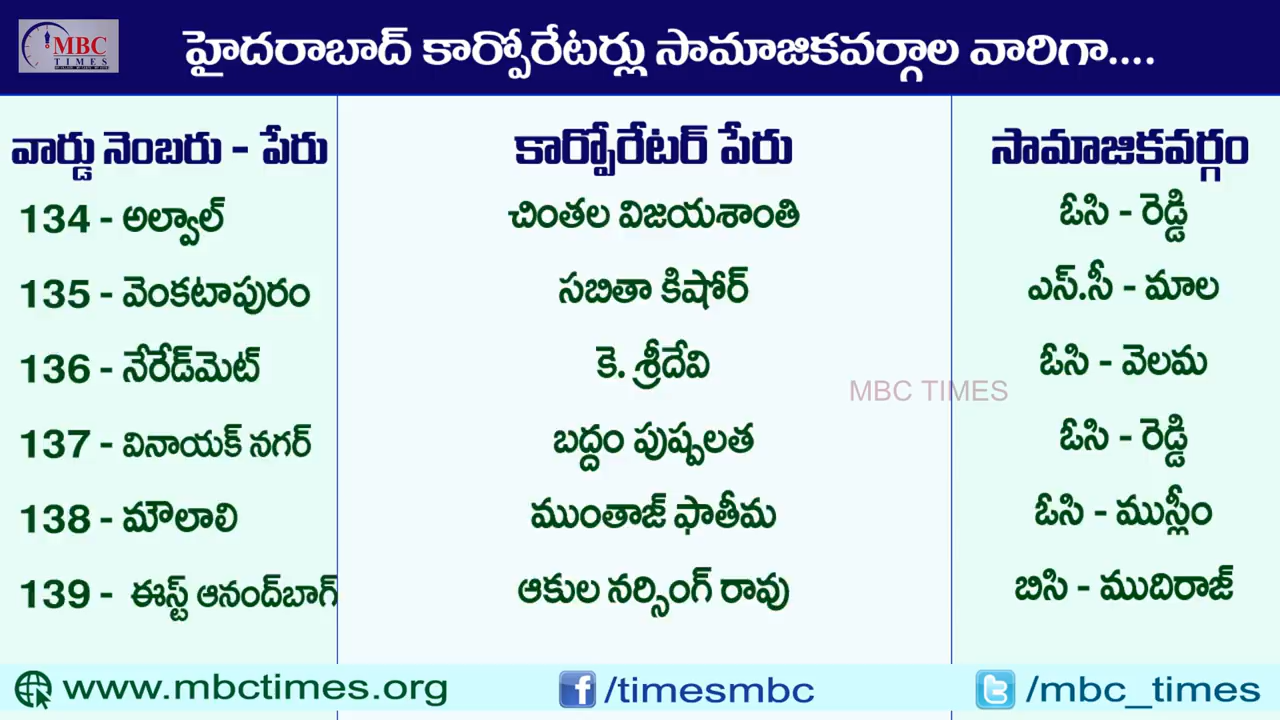 MBC
TIMES
హైదరాబాద్ కార్పోరేటర్లు సామాజికవర్గాల వారిగా....
వార్డు నెంబరు - పేరు కార్పోరేటర్ పేరు సామాజికవర్గం
134 - అల్వాల్ చింతల విజయశాంతి ఓసి - రెడ్డి
135 - వెంకటాపురం సబితా కిషోర్ ఎస్.సీ - మాల
136 - నేరేడ్‌మెట్ కె. శ్రీదేవి ఓసి - వెలమ
MBC TIMES
137 - వినాయక్ నగర్ బద్దం పుష్పలత ఓసి - రెడ్డి
138 - మౌలాలి ముంతాజ్ ఫాతీమ ఓసి - ముస్లీం
139 - ఈస్ట్ ఆనంద్‌బాగ్ ఆకుల నర్సింగ్ రావు బిసి - ముదిరాజ్
www.mbctimes.org /timesmbc /mbc_times